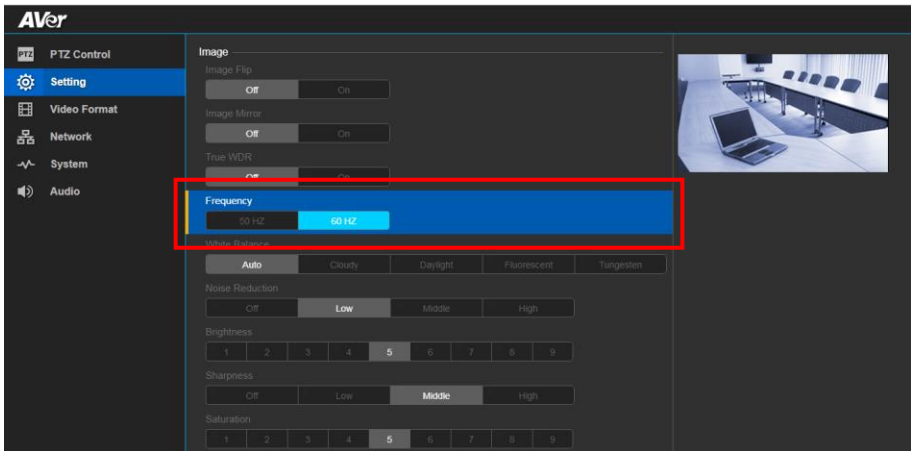 AVer
PTZ PTZ Control
Setting
Video Format
Network
System
Audio
Image
Image Flip
Off On
Image Mirror
Off On
True WDR
Off On
Frequency
50 HZ 60 HZ
White Balance
Auto Cloudy Daylight Fluorescent Tungesten
Noise Reduction
Off Low Middle High
Brightness
1 2 3 4 5 6 7 8 9
Sharpness
Off Low Middle High
Saturation
1 2 3 4 5 6 7 8 9